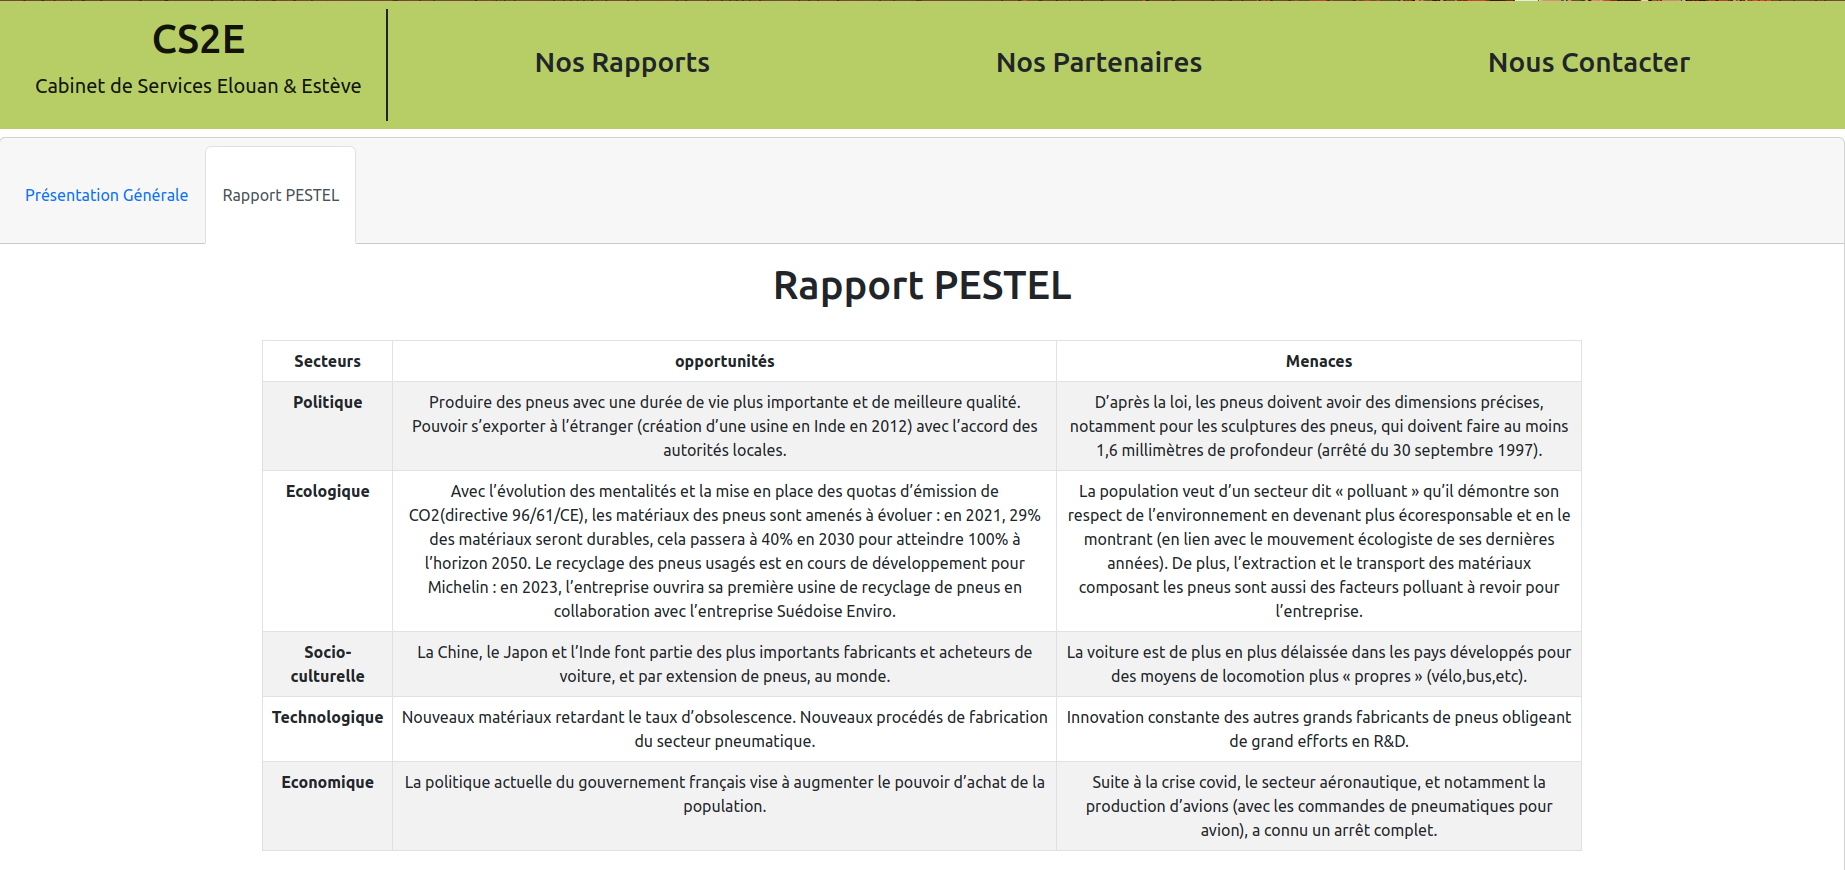 CS2E
Cabinet de Services Elouan & Estève
Nos Rapports
Nos Partenaires
Nous Contacter
Présentation Générale
Rapport PESTEL
Rapport PESTEL
Secteurs
opportunités
Menaces
Politique
Produire des pneus avec une durée de vie plus importante et de meilleure qualité.
Pouvoir s’exporter à l’étranger (création d’une usine en Inde en 2012) avec l’accord des
autorités locales.
D’après la loi, les pneus doivent avoir des dimensions précises,
notamment pour les sculptures des pneus, qui doivent faire au moins
1,6 millimètres de profondeur (arrêté du 30 septembre 1997).
Ecologique
Avec l’évolution des mentalités et la mise en place des quotas d’émission de
CO2(directive 96/61/CE), les matériaux des pneus sont amenés à évoluer : en 2021, 29%
des matériaux seront durables, cela passera à 40% en 2030 pour atteindre 100% à
l’horizon 2050. Le recyclage des pneus usagés est en cours de développement pour
Michelin : en 2023, l’entreprise ouvrira sa première usine de recyclage de pneus en
collaboration avec l’entreprise Suédoise Enviro.
La population veut d’un secteur dit « polluant » qu’il démontre son
respect de l’environnement en devenant plus écoresponsable et en le
montrant (en lien avec le mouvement écologiste de ses dernières
années). De plus, l’extraction et le transport des matériaux
composant les pneus sont aussi des facteurs polluant à revoir pour
l’entreprise.
Socio-
culturelle
La Chine, le Japon et l’Inde font partie des plus importants fabricants et acheteurs de
voiture, et par extension de pneus, au monde.
La voiture est de plus en plus délaissée dans les pays développés pour
des moyens de locomotion plus « propres » (vélo,bus,etc).
Technologique
Nouveaux matériaux retardant le taux d’obsolescence. Nouveaux procédés de fabrication
du secteur pneumatique.
Innovation constante des autres grands fabricants de pneus obligeant
de grand efforts en R&D.
Economique
La politique actuelle du gouvernement français vise à augmenter le pouvoir d’achat de la
population.
Suite à la crise covid, le secteur aéronautique, et notamment la
production d’avions (avec les commandes de pneumatiques pour
avion), a connu un arrêt complet.